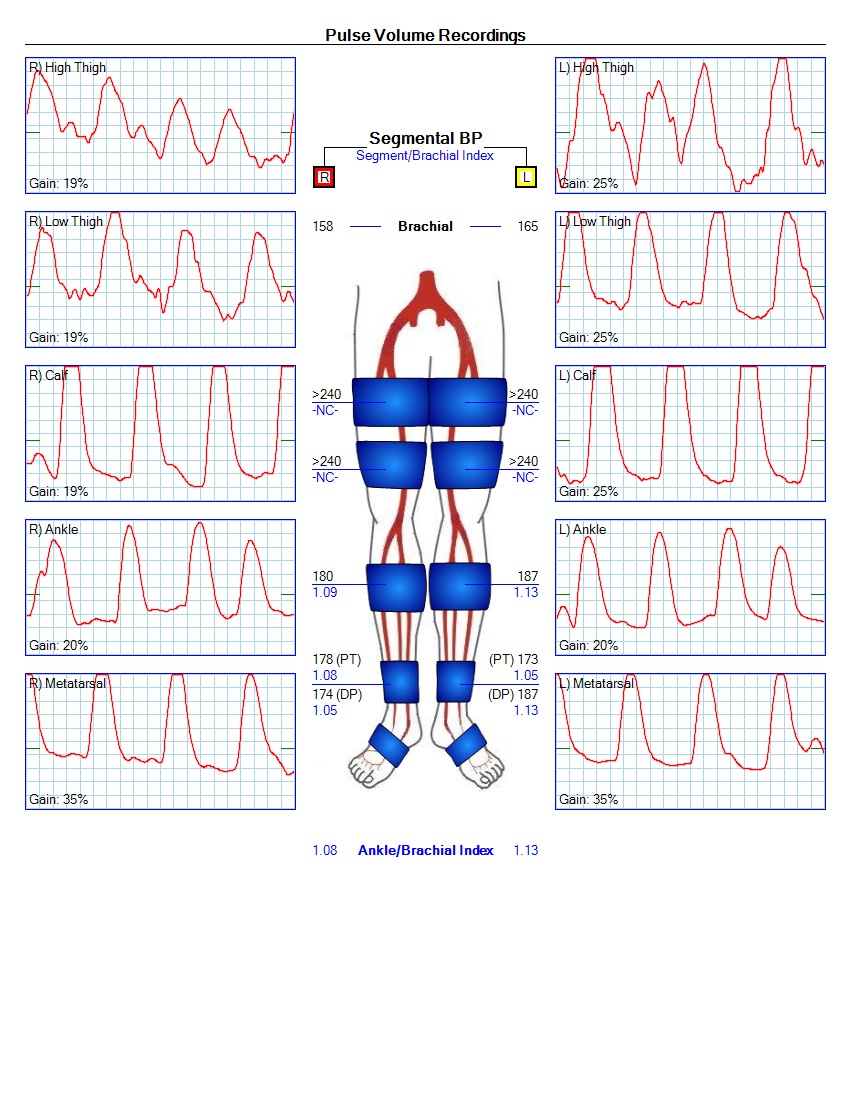 Pulse Volume Recordings
R) High Thigh
Gain: 19%
L) High Thigh
Gain: 25%
Segmental BP
Segment/Brachial Index
R
L
158 Brachial 165
R) Low Thigh
Gain: 19%
L) Low Thigh
Gain: 25%
R) Calf
Gain: 19%
L) Calf
Gain: 25%
>240 >240
-NC- -NC-
>240 >240
-NC- -NC-
R) Ankle
Gain: 20%
L) Ankle
Gain: 20%
180 187
1.09 1.13
178 (PT) (PT) 173
1.08 1.05
174 (DP) (DP) 187
1.05 1.13
R) Metatarsal
Gain: 35%
L) Metatarsal
Gain: 35%
1.08 Ankle/Brachial Index 1.13